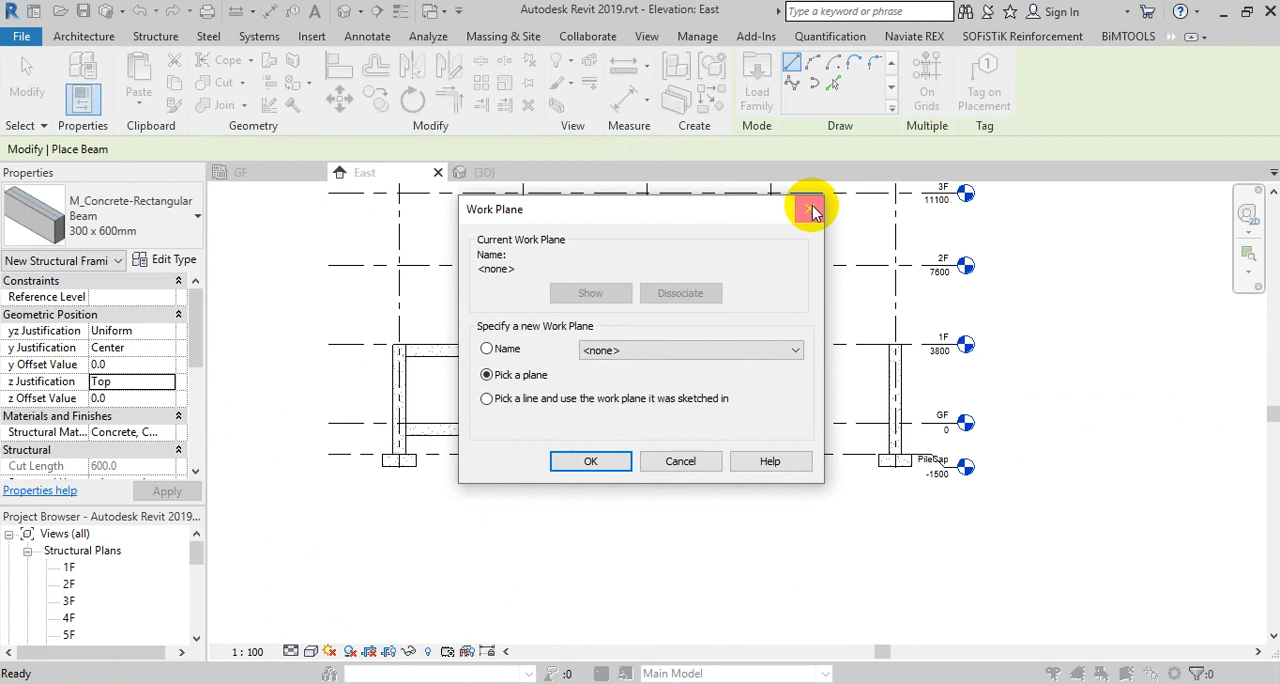 Autodesk Revit 2019.rvt - Elevation: East
Type a keyword or phrase
Sign In
File Architecture Structure Steel Systems Insert Annotate Analyze Massing & Site Collaborate View Manage Add-Ins Quantification Naviate REX SOFiSTiK Reinforcement BiMTOOLS
Modify
Paste
Cope
Cut
Join
Load
Family
On
Grids
Tag on
Placement
Select Properties Clipboard Geometry Modify View Measure Create Mode Draw Multiple Tag
Modify | Place Beam
Properties
GF
East
{3D}
M_Concrete-Rectangular
Beam
300 x 600mm
New Structural Frami
Edit Type
Constraints
Reference Level
Geometric Position
yz Justification Uniform
y Justification Center
y Offset Value 0.0
z Justification Top
z Offset Value 0.0
Materials and Finishes
Structural Mat... Concrete, C...
Structural
Cut Length 600.0
Properties help
Apply
Project Browser - Autodesk Revit 2019...
Views (all)
Structural Plans
1F
2F
3F
4F
5F
Work Plane
Current Work Plane
Name:
<none>
Show
Dissociate
Specify a new Work Plane
Name
<none>
Pick a plane
Pick a line and use the work plane it was sketched in
OK
Cancel
Help
3F
11100
2F
7600
1F
3800
GF
0
PileCap
-1500
2D
1 : 100
Ready
:0
Main Model
:0